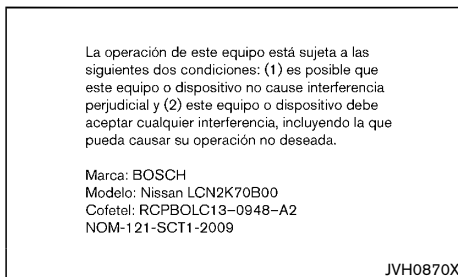 La operación de este equipo está sujeta a las
siguientes dos condiciones: (1) es posible que
este equipo o dispositivo no cause interferencia
perjudicial y (2) este equipo o dispositivo debe
aceptar cualquier interferencia, incluyendo la que
pueda causar su operación no deseada.
Marca: BOSCH
Modelo: Nissan LCN2K70B00
Cofetel: RCPBOLC13-0948-A2
NOM-121-SCT1-2009
JVH0870X